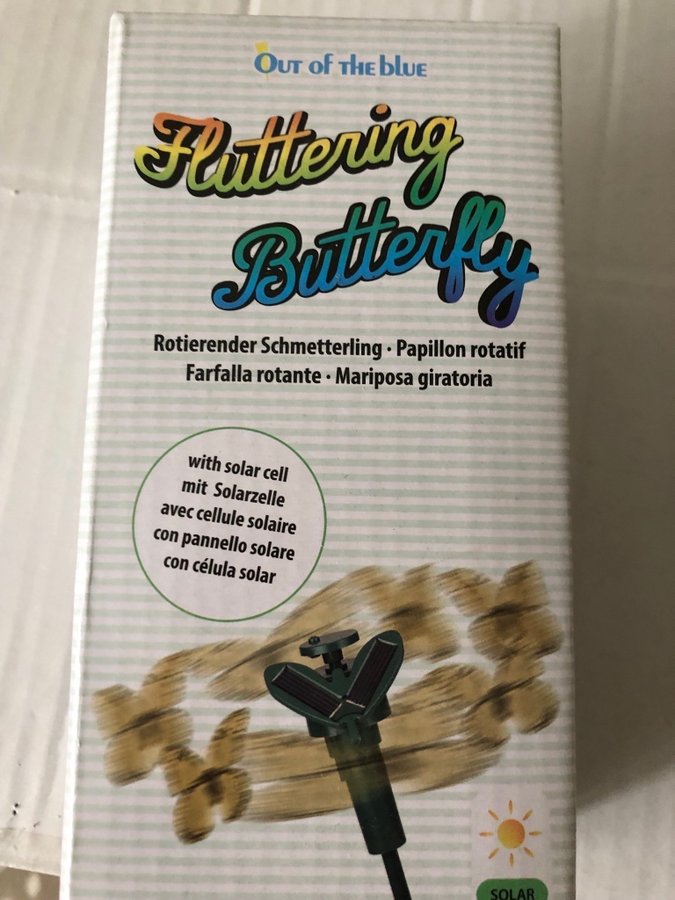 OUT OF THE BLUE
Fluttering
Butterfly
Rotierender Schmetterling · Papillon rotatif
Farfalla rotante · Mariposa giratoria
with solar cell
mit Solarzelle
avec cellule solaire
con pannello solare
con célula solar
SOLAR